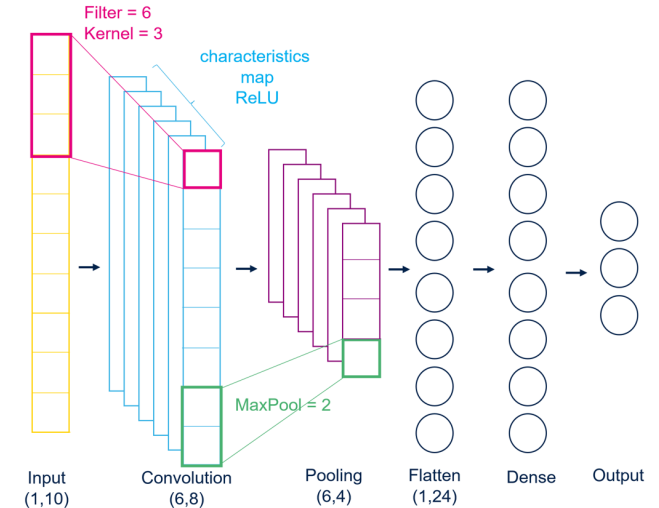 Filter = 6
Kernel = 3
characteristics
map
ReLU
MaxPool = 2
Input
(1,10)
Convolution
(6,8)
Pooling
(6,4)
Flatten
(1,24)
Dense
Output